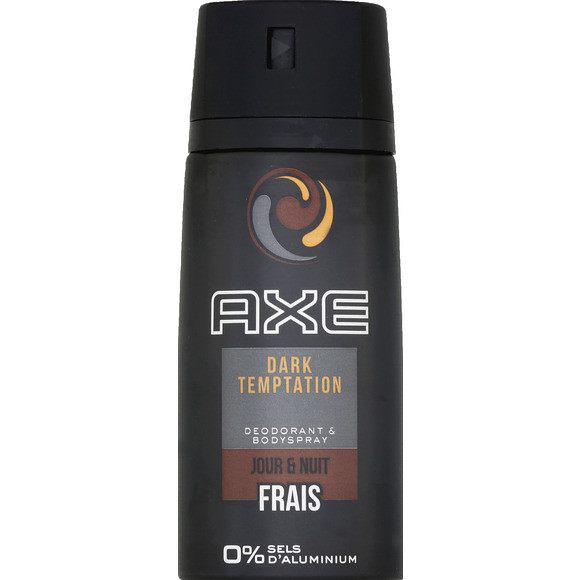 AXE
DARK
TEMPTATION
DEODORANT &
BODYSPRAY
JOUR & NUIT
FRAIS
0% SELS
D'ALUMINIUM